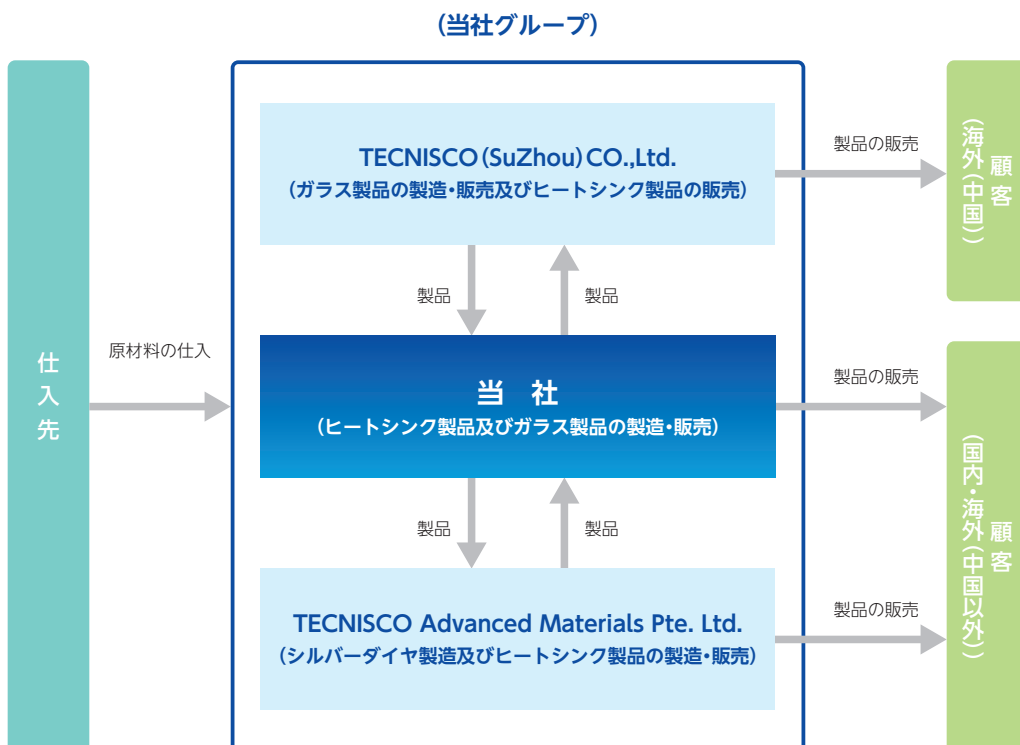 (当社グループ)
仕入先
原材料の仕入
TECNISCO(SuZhou)CO.,Ltd.
(ガラス製品の製造・販売及びヒートシンク製品の販売)
製品
製品
当 社
(ヒートシンク製品及びガラス製品の製造・販売)
製品
製品
TECNISCO Advanced Materials Pte. Ltd.
(シルバーダイヤ製造及びヒートシンク製品の製造・販売)
製品の販売
顧客
(海外(中国))
製品の販売
製品の販売
顧客
(国内・海外(中国以外))